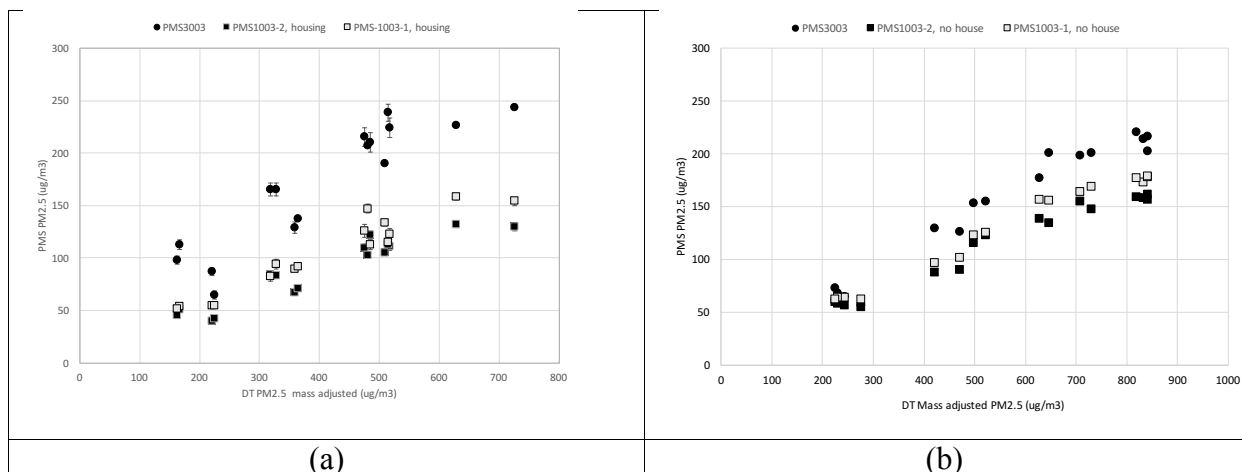 PMS3003 PMS1003-2, housing PMS-1003-1, housing
300
250
200
150
100
50
0
PMS PM2.5 (ug/m3)
0 100 200 300 400 500 600 700 800
DT PM2.5 mass adjusted (ug/m3)
(a)
PMS3003 PMS1003-2, no house PMS1003-1, no house
300
250
200
150
100
50
0
PMS PM2.5 (ug/m3)
0 100 200 300 400 500 600 700 800 900 1000
DT Mass adjusted PM2.5 (ug/m3)
(b)